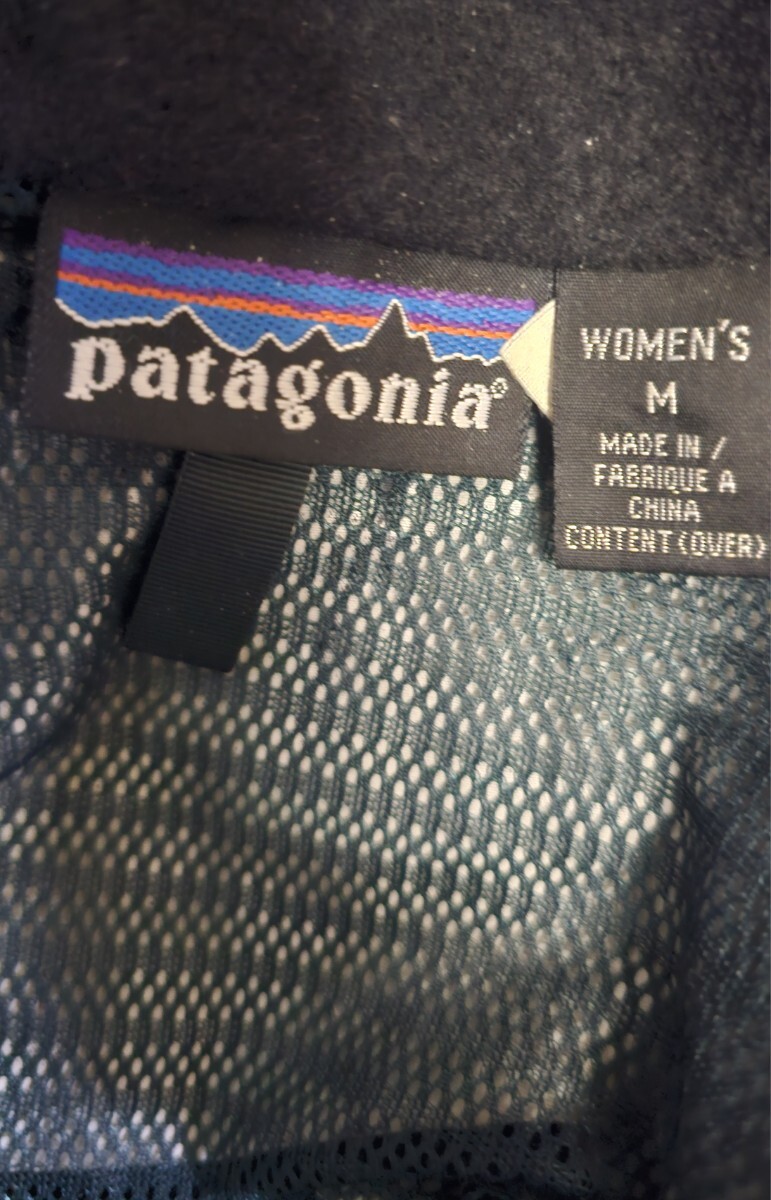 patagonia®
WOMEN'S
M
MADE IN /
FABRIQUE A
CHINA
CONTENT (OVER)